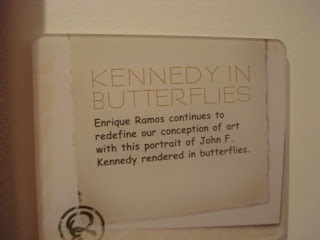 KENNEDY IN
BUTTERFLIES
Enrique Ramos continues to
redefine our conception of art
with this portrait of John F.
Kennedy rendered in butterflies.
R